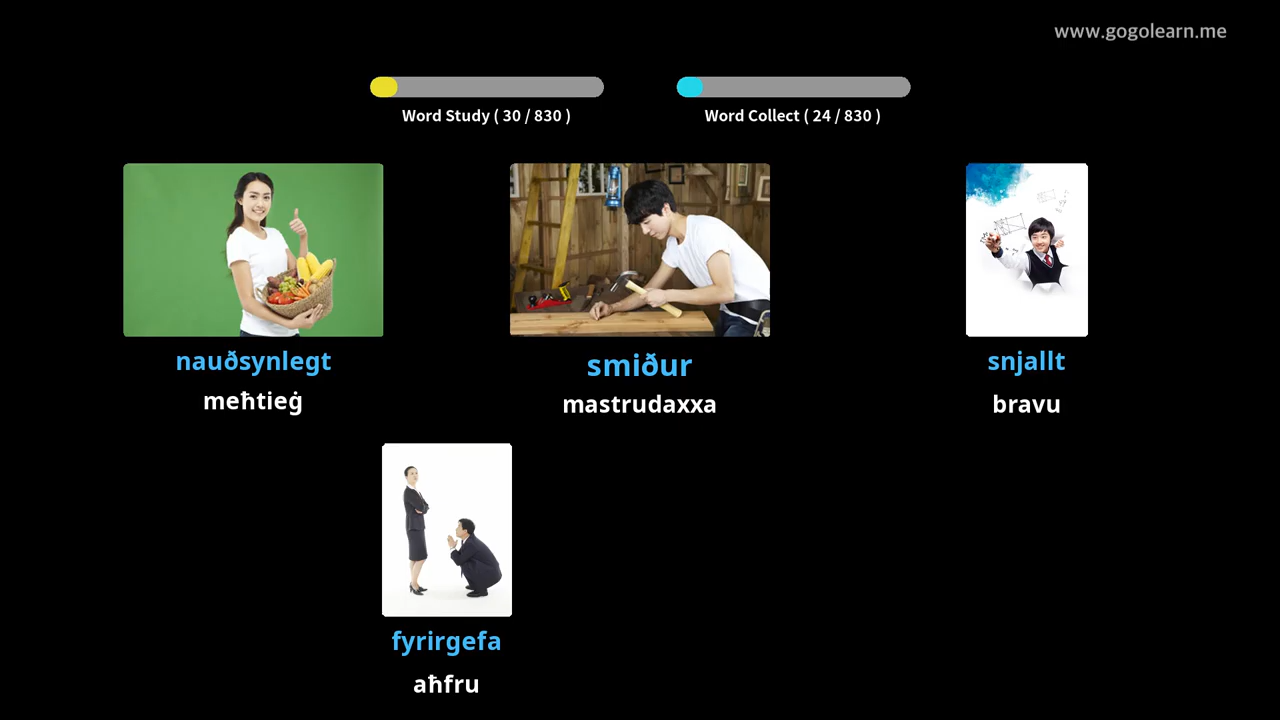 www.gogolearn.me
Word Study ( 30 / 830 )
Word Collect ( 24 / 830 )
nauðsynlegt
meħtieġ
smiður
mastrudaxxa
snjallt
bravu
fyrirgefa
aħfru